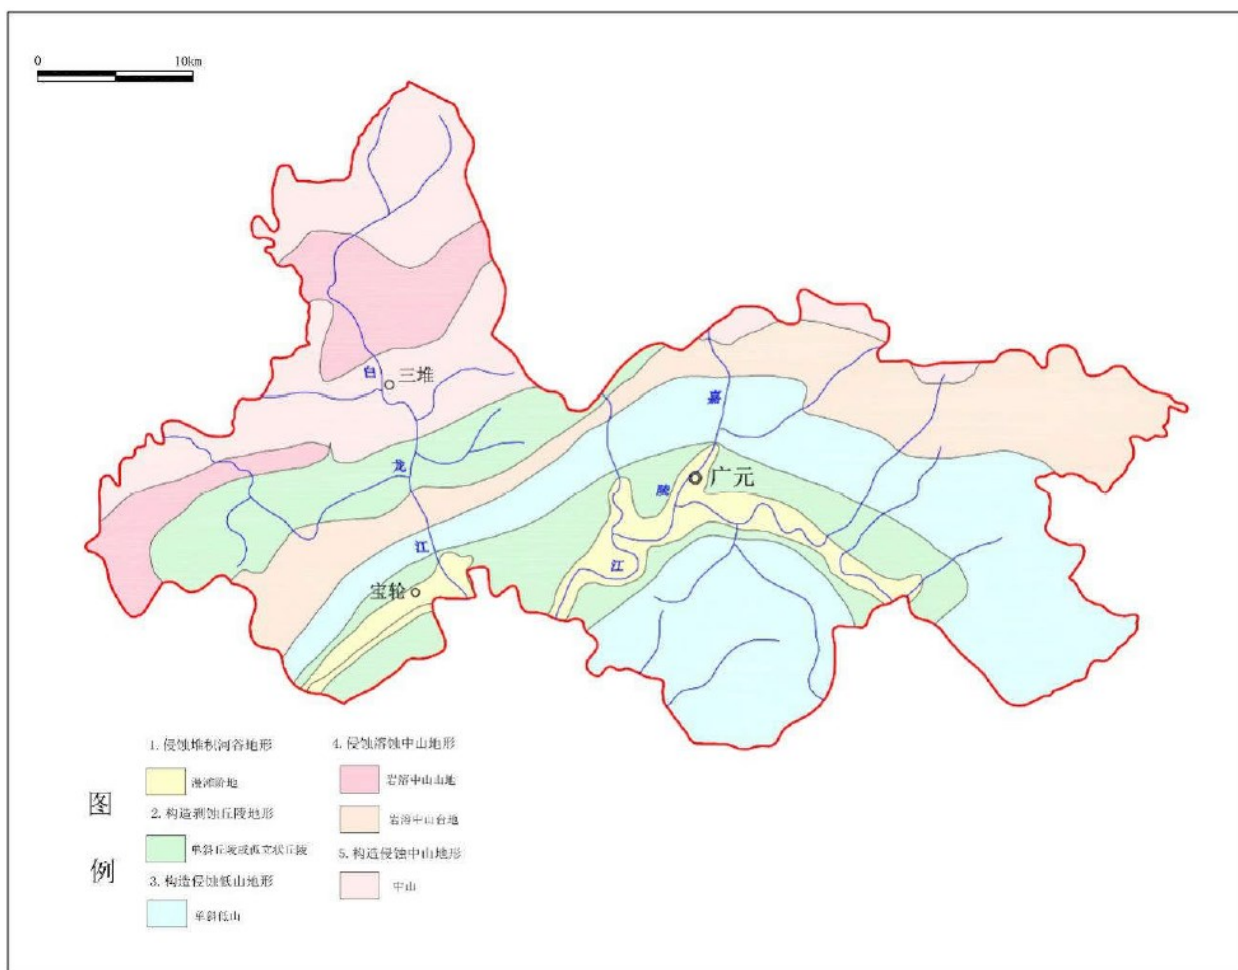 0 10km
白
三堆
嘉
龙
陵
广元
江
江
宝轮
图
例
1. 侵蚀堆积河谷地形
漫滩阶地
2. 构造剥蚀丘陵地形
单斜丘陵或孤立状丘陵
3. 构造侵蚀低山地形
单斜低山
4. 侵蚀溶蚀中山地形
岩溶中山山地
岩溶中山台地
5. 构造侵蚀中山地形
中山